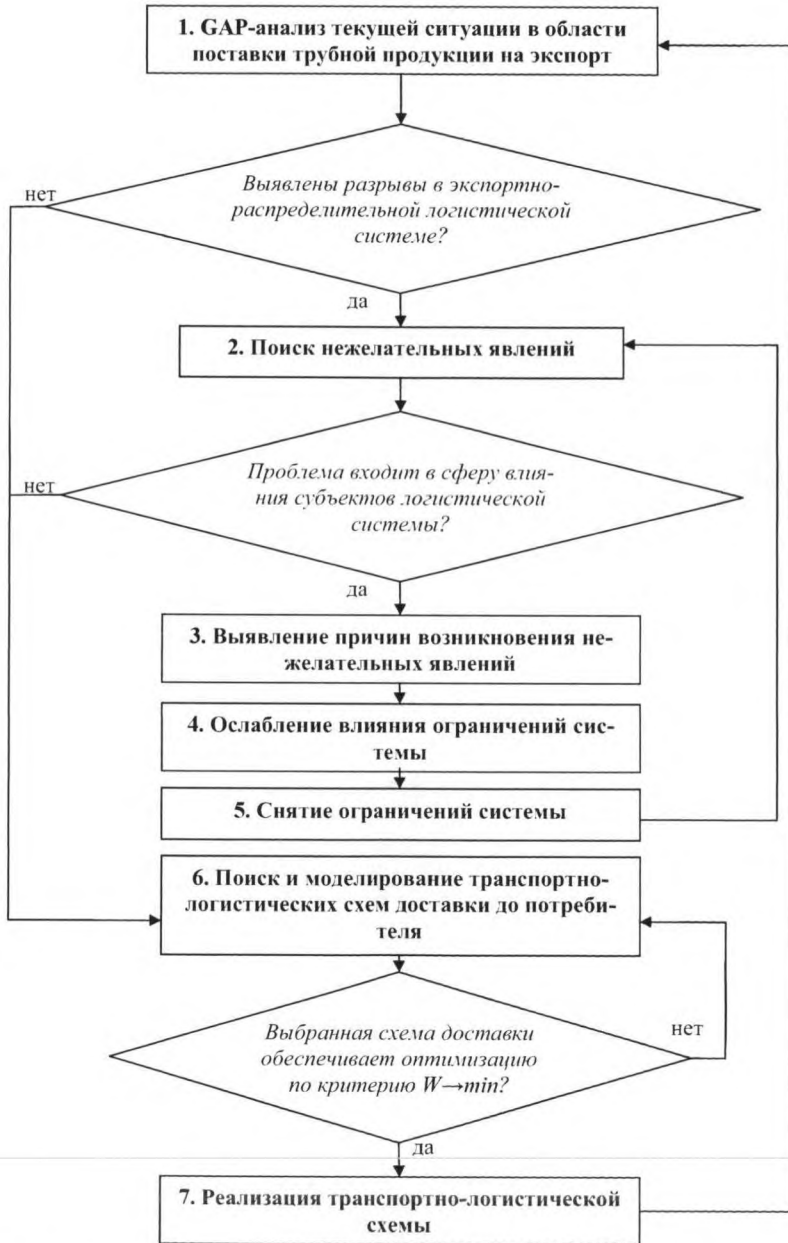 1. GAP-анализ текущей ситуации в области
поставки трубной продукции на экспорт
нет
Выявлены разрывы в экспортно-
распределительной логистической
системе?
да
2. Поиск нежелательных явлений
нет
Проблема входит в сферу влия-
ния субъектов логистической
системы?
да
3. Выявление причин возникновения не-
желательных явлений
4. Ослабление влияния ограничений сис-
темы
5. Снятие ограничений системы
6. Поиск и моделирование транспортно-
логистических схем доставки до потреби-
теля
Выбранная схема доставки
обеспечивает оптимизацию
по критерию W→min?
нет
да
7. Реализация транспортно-логистической
схемы